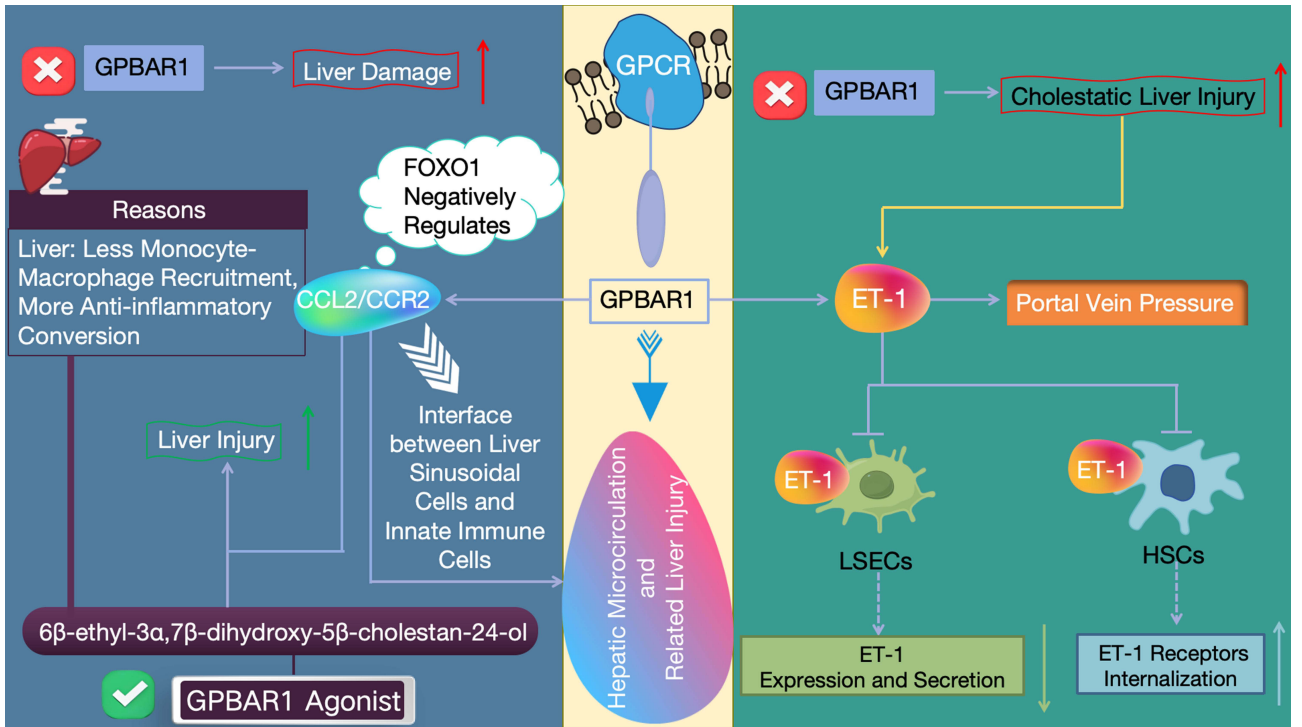 GPBAR1
Liver Damage
Reasons
Liver: Less Monocyte-
Macrophage Recruitment,
More Anti-inflammatory
Conversion
FOXO1
Negatively
Regulates
CCL2/CCR2
Interface
between Liver
Sinusoidal
Cells and
Innate Immune
Cells
Liver Injury
6β-ethyl-3α,7β-dihydroxy-5β-cholestan-24-ol
GPBAR1 Agonist
GPCR
GPBAR1
Hepatic Microcirculation
and
Related Liver Injury
GPBAR1
Cholestatic Liver Injury
ET-1
Portal Vein Pressure
ET-1
LSECs
ET-1
HSCs
ET-1
Expression and Secretion
ET-1 Receptors
Internalization